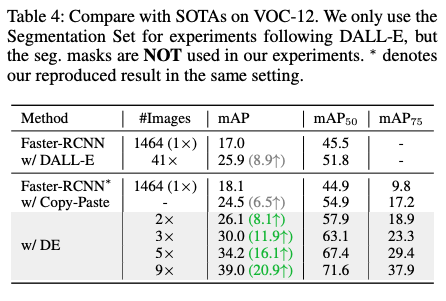 Table 4: Compare with SOTAs on VOC-12. We only use the
Segmentation Set for experiments following DALL-E, but
the seg. masks are NOT used in our experiments. * denotes
our reproduced result in the same setting.
Method | #Images | mAP | mAP50 mAP75
Faster-RCNN | 1464 (1×) | 17.0 | 45.5 -
w/ DALL-E | 41× | 25.9 (8.9↑) | 51.8 -
Faster-RCNN* | 1464 (1×) | 18.1 | 44.9 9.8
w/ Copy-Paste | - | 24.5 (6.5↑) | 54.9 17.2
2× | 26.1 (8.1↑) | 57.9 18.9
w/ DE | 3× | 30.0 (11.9↑) | 63.1 23.3
5× | 34.2 (16.1↑) | 67.4 29.4
9× | 39.0 (20.9↑) | 71.6 37.9